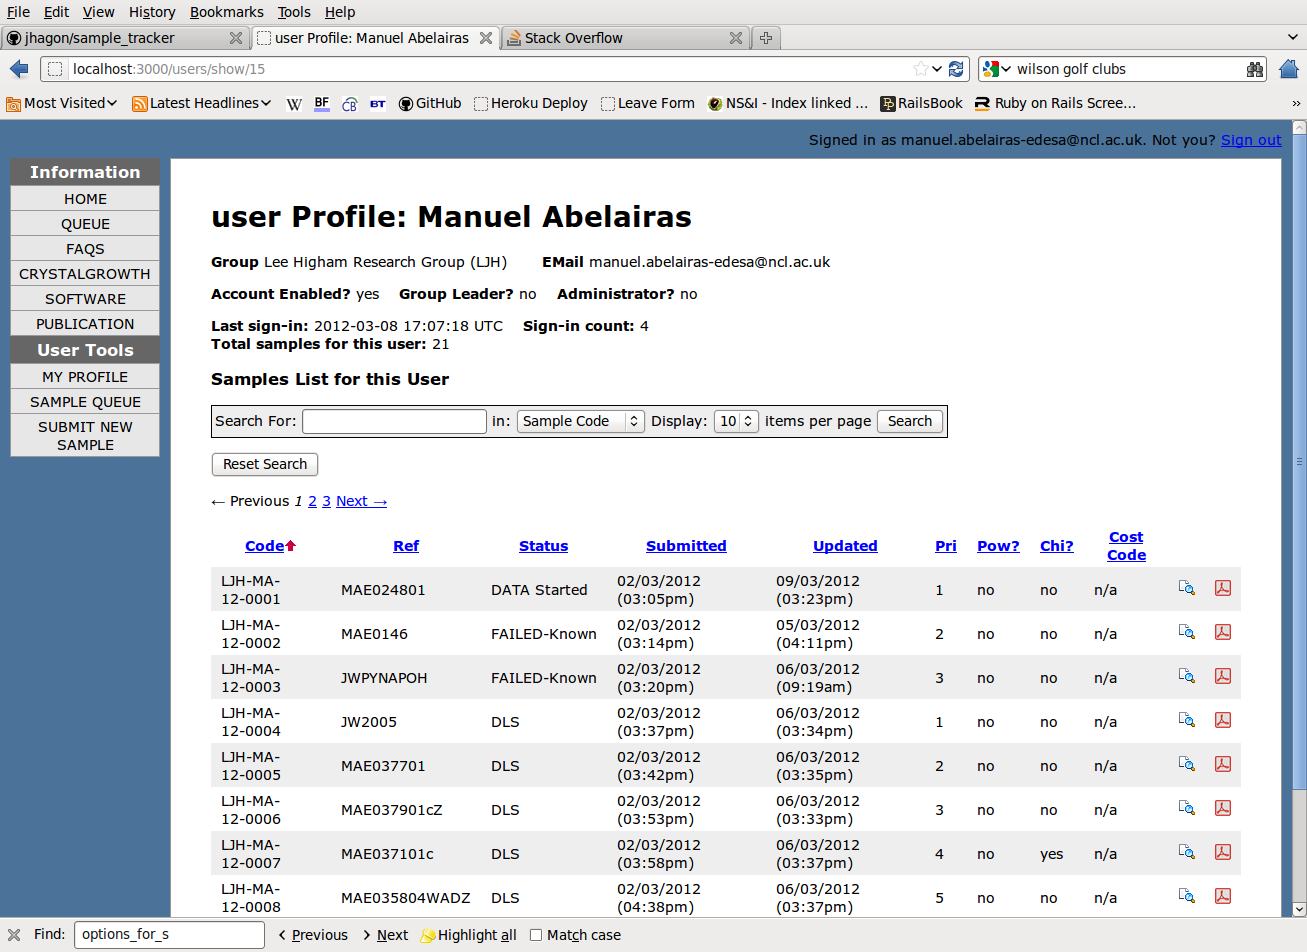 File Edit View History Bookmarks Tools Help
jhagon/sample_tracker user Profile: Manuel Abelairas Stack Overflow
localhost:3000/users/show/15 wilson golf clubs
Most Visited Latest Headlines W BF CB BT GitHub Heroku Deploy Leave Form NS&I - Index linked ... RailsBook Ruby on Rails Scree... »
Signed in as manuel.abelairas-edesa@ncl.ac.uk. Not you? Sign out
Information
HOME
QUEUE
FAQS
CRYSTALGROWTH
SOFTWARE
PUBLICATION
User Tools
MY PROFILE
SAMPLE QUEUE
SUBMIT NEW
SAMPLE
user Profile: Manuel Abelairas
Group Lee Higham Research Group (LJH) EMail manuel.abelairas-edesa@ncl.ac.uk
Account Enabled? yes Group Leader? no Administrator? no
Last sign-in: 2012-03-08 17:07:18 UTC Sign-in count: 4
Total samples for this user: 21
Samples List for this User
Search For: in: Sample Code Display: 10 items per page Search
Reset Search
← Previous 1 2 3 Next →
Code Ref Status Submitted Updated Pri Pow? Chi? Cost Code
LJH-MA-12-0001 MAE024801 DATA Started 02/03/2012 (03:05pm) 09/03/2012 (03:23pm) 1 no no n/a
LJH-MA-12-0002 MAE0146 FAILED-Known 02/03/2012 (03:14pm) 05/03/2012 (04:11pm) 2 no no n/a
LJH-MA-12-0003 JWPYNAPOH FAILED-Known 02/03/2012 (03:20pm) 06/03/2012 (09:19am) 3 no no n/a
LJH-MA-12-0004 JW2005 DLS 02/03/2012 (03:37pm) 06/03/2012 (03:34pm) 1 no no n/a
LJH-MA-12-0005 MAE037701 DLS 02/03/2012 (03:42pm) 06/03/2012 (03:35pm) 2 no no n/a
LJH-MA-12-0006 MAE037901cZ DLS 02/03/2012 (03:53pm) 06/03/2012 (03:33pm) 3 no no n/a
LJH-MA-12-0007 MAE037101c DLS 02/03/2012 (03:58pm) 06/03/2012 (03:37pm) 4 no yes n/a
LJH-MA-12-0008 MAE035804WADZ DLS 02/03/2012 (04:38pm) 06/03/2012 (03:37pm) 5 no no n/a
Find: options_for_s Previous Next Highlight all Match case